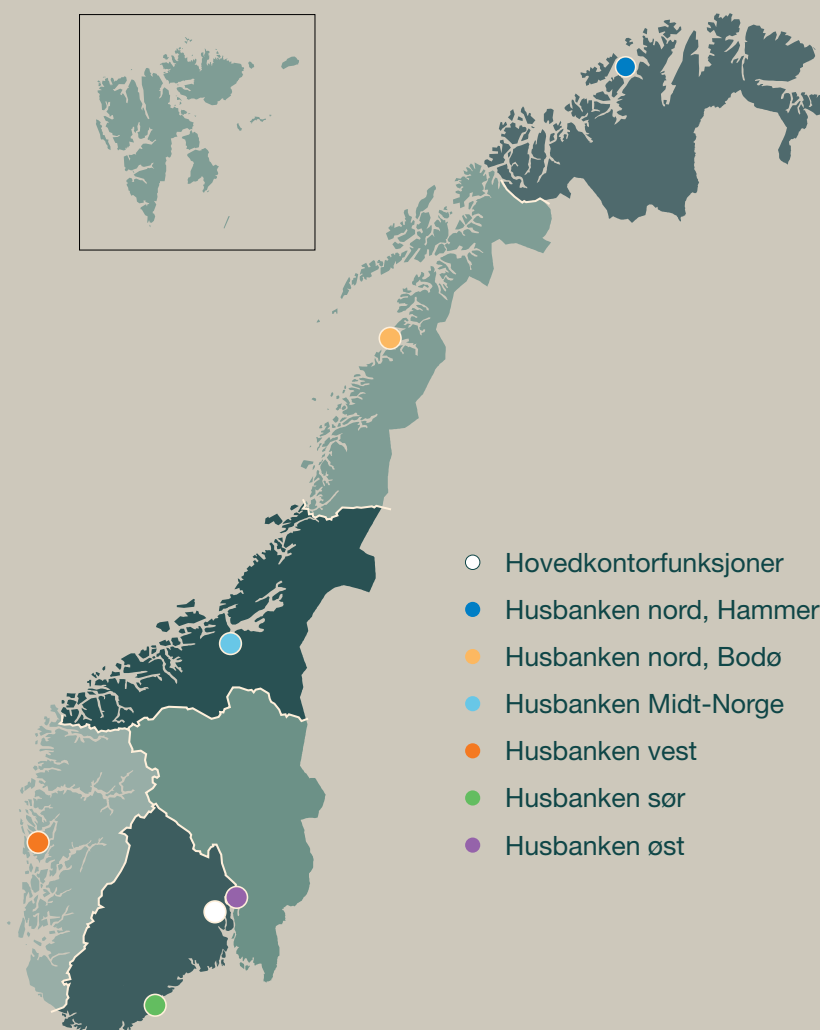 Hovedkontorfunksjoner
Husbanken nord, Hammer
Husbanken nord, Bodø
Husbanken Midt-Norge
Husbanken vest
Husbanken sør
Husbanken øst